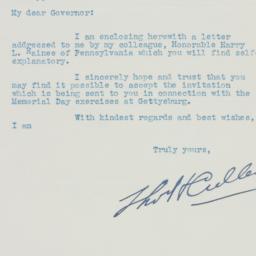 My dear Governor:
I am enclosing herewith a letter
addressed to me by my colleague, Honorable Harry
L. Haines of Pennsylvania which you will find self
explanatory.
I sincerely hope and trust that you
may find it possible to accept the invitation
which is being sent to you in connection with the
Memorial Day exercises at Gettysburg.
With kindest regards and best wishes,
I am
Truly yours,